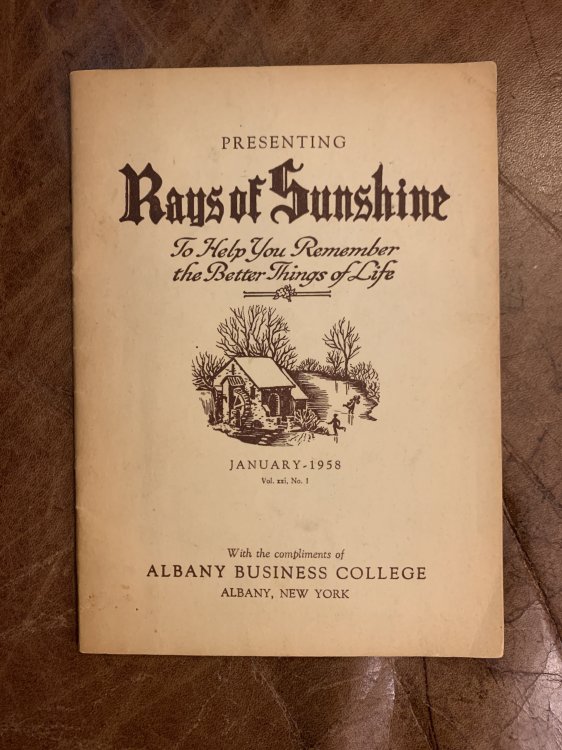 PRESENTING
Rays of Sunshine
To Help You Remember
the Better Things of Life
JANUARY-1958
Vol. xxi, No. 1
With the compliments of
ALBANY BUSINESS COLLEGE
ALBANY, NEW YORK